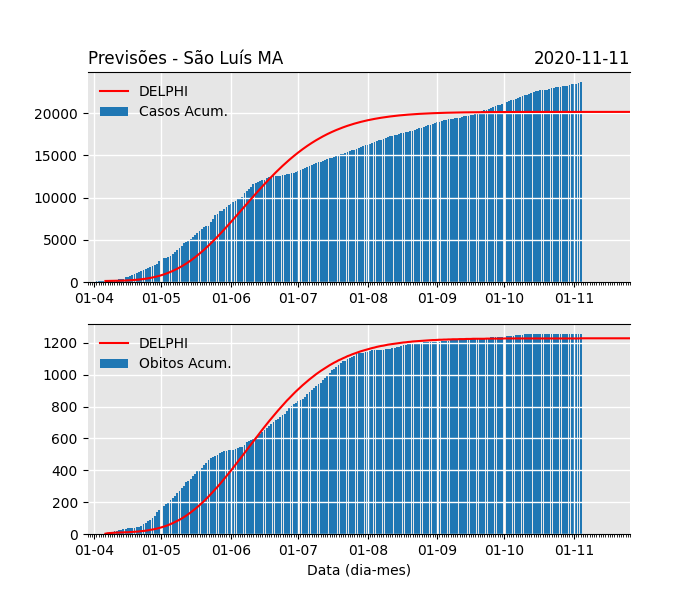 Previsões - São Luís MA 2020-11-11
DELPHI
Casos Acum.
20000
15000
10000
5000
0
01-04 01-05 01-06 01-07 01-08 01-09 01-10 01-11
DELPHI
Obitos Acum.
1200
1000
800
600
400
200
0
01-04 01-05 01-06 01-07 01-08 01-09 01-10 01-11
Data (dia-mes)